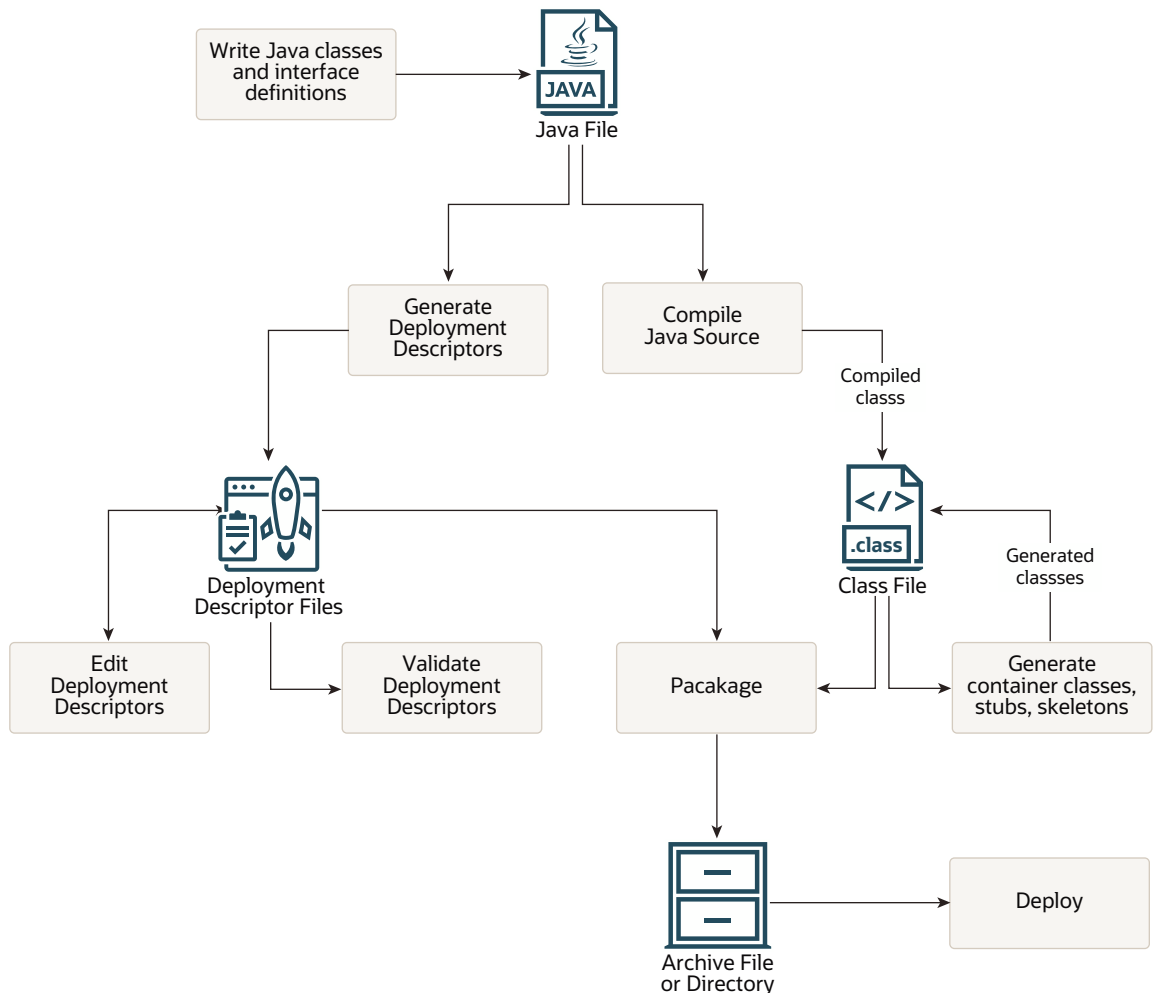 Write Java classes
and interface
definitions
JAVA
Java File
Generate
Deployment
Descriptors
Compile
Java Source
Compiled
classs
</>
.class
Deployment
Descriptor Files
Class File
Generated
classses
Edit
Deployment
Descriptors
Validate
Deployment
Descriptors
Pacakage
Generate
container classes,
stubs, skeletons
Archive File
or Directory
Deploy